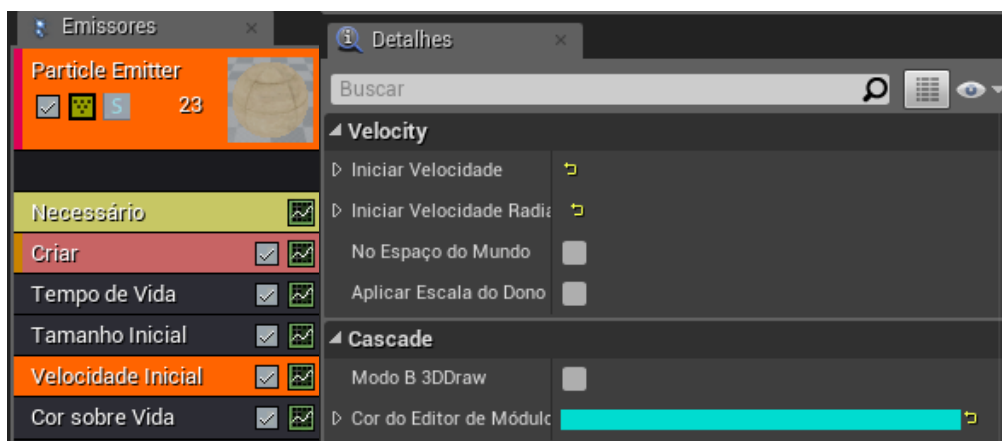 Emissores
Particle Emitter
S 23
Necessário
Criar
Tempo de Vida
Tamanho Inicial
Velocidade Inicial
Cor sobre Vida
Detalhes
Buscar
Velocity
Iniciar Velocidade
Iniciar Velocidade Radia
No Espaço do Mundo
Aplicar Escala do Dono
Cascade
Modo B 3DDraw
Cor do Editor de Módulo